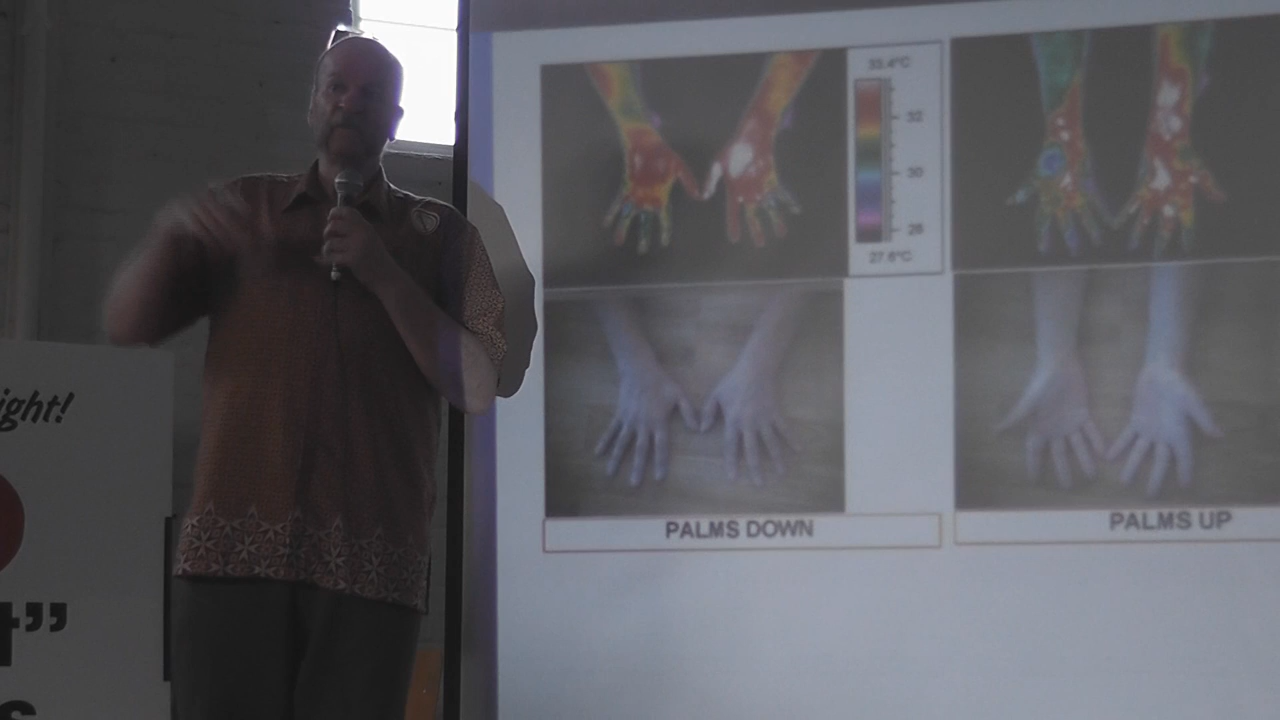 ight!
t”
s
33.4°C
32
30
28
27.6°C
PALMS DOWN
PALMS UP